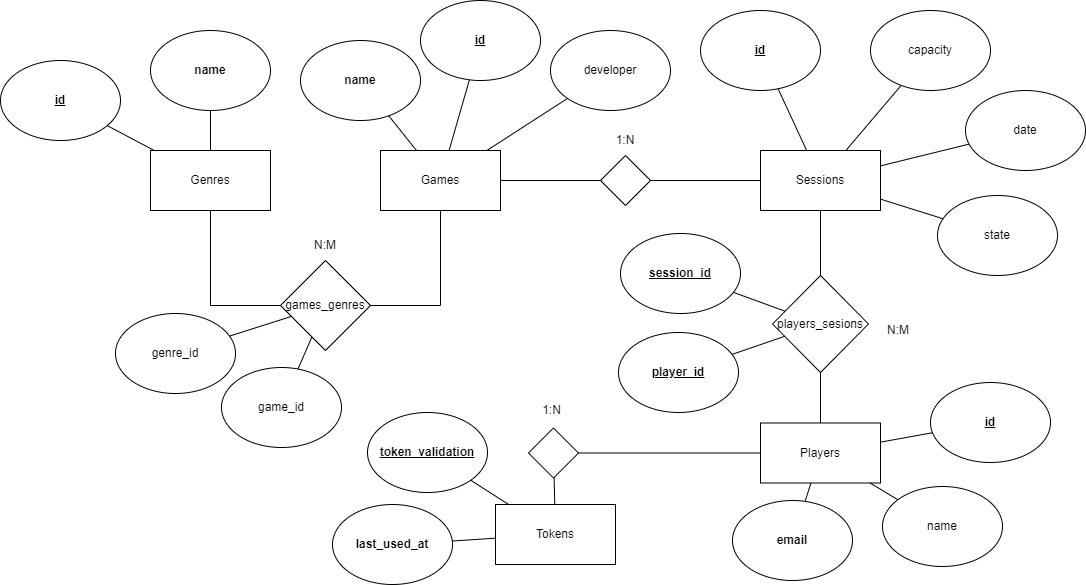 id
name
name
id
developer
id
capacity
date
state
Genres
Games
1:N
Sessions
N:M
games_genres
genre_id
game_id
session_id
player_id
players_sesions
N:M
1:N
token_validation
last_used_at
Tokens
Players
id
name
email